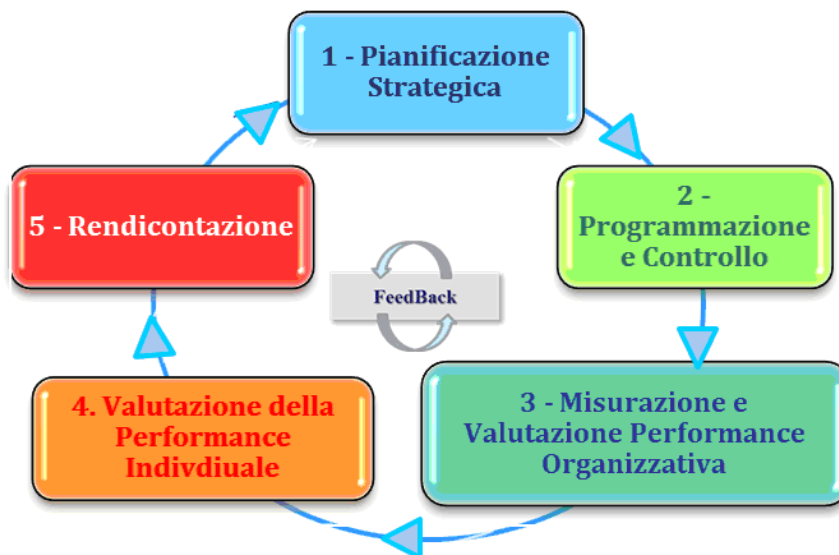 1 - Pianificazione
Strategica
2 -
Programmazione
e Controllo
3 - Misurazione e
Valutazione Performance
Organizzativa
4. Valutazione della
Performance
Indivdiuale
5 - Rendicontazione
FeedBack